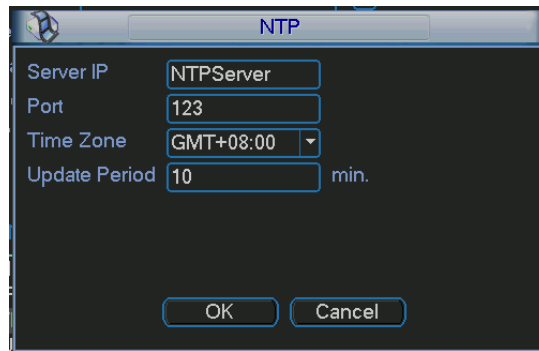 NTP
Server IP NTPServer
Port 123
Time Zone GMT+08:00
Update Period 10 min.
OK Cancel